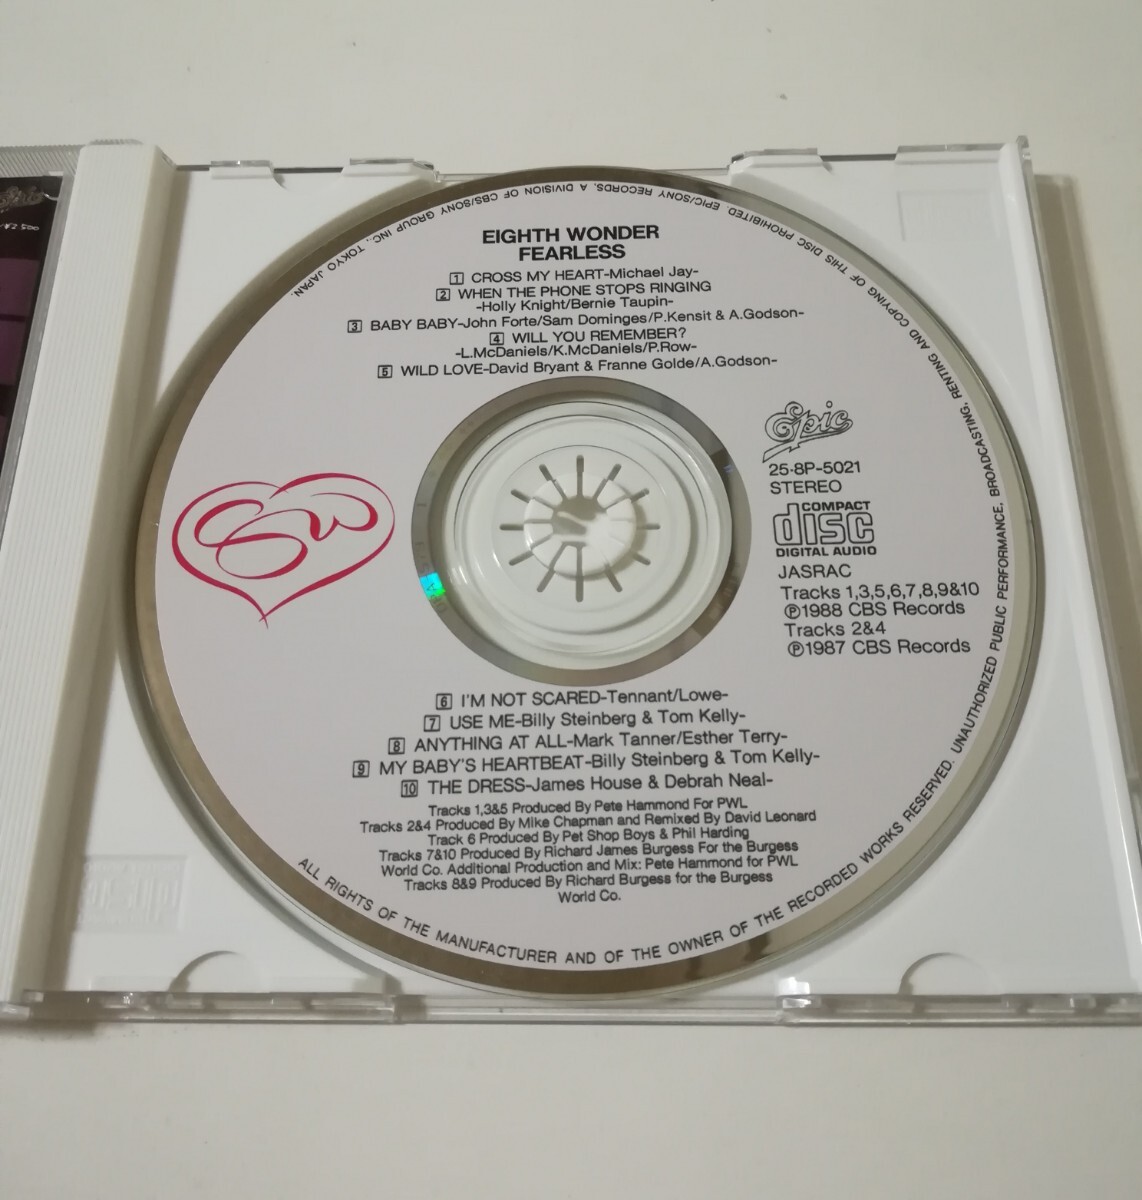 EIGHTH WONDER
FEARLESS
1 CROSS MY HEART-Michael Jay-
2 WHEN THE PHONE STOPS RINGING
-Holly Knight/Bernie Taupin-
3 BABY BABY-John Forte/Sam Dominges/P.Kensit & A.Godson-
4 WILL YOU REMEMBER?
-L.McDaniels/K.McDaniels/P.Row-
5 WILD LOVE-David Bryant & Franne Golde/A.Godson-
8W
Epic
25·8P-5021
STEREO
COMPACT
disc
DIGITAL AUDIO
JASRAC
Tracks 1,3,5,6,7,8,9&10
℗1988 CBS Records
Tracks 2&4
℗1987 CBS Records
6 I'M NOT SCARED-Tennant/Lowe-
7 USE ME-Billy Steinberg & Tom Kelly-
8 ANYTHING AT ALL-Mark Tanner/Esther Terry-
9 MY BABY'S HEARTBEAT-Billy Steinberg & Tom Kelly-
10 THE DRESS-James House & Debrah Neal-
Tracks 1,3&5 Produced By Pete Hammond For PWL
Tracks 2&4 Produced By Mike Chapman and Remixed By David Leonard
Track 6 Produced By Pet Shop Boys & Phil Harding
Tracks 7&10 Produced By Richard James Burgess For the Burgess
World Co. Additional Production and Mix: Pete Hammond for PWL
Tracks 8&9 Produced By Richard Burgess for the Burgess
World Co.
ALL RIGHTS OF THE MANUFACTURER AND OF THE OWNER OF THE RECORDED WORKS RESERVED. UNAUTHORIZED PUBLIC PERFORMANCE, BROADCASTING, RENTING AND COPYING OF THIS DISC PROHIBITED. EPIC/SONY RECORDS. A DIVISION OF CBS/SONY GROUP INC., TOKYO JAPAN.